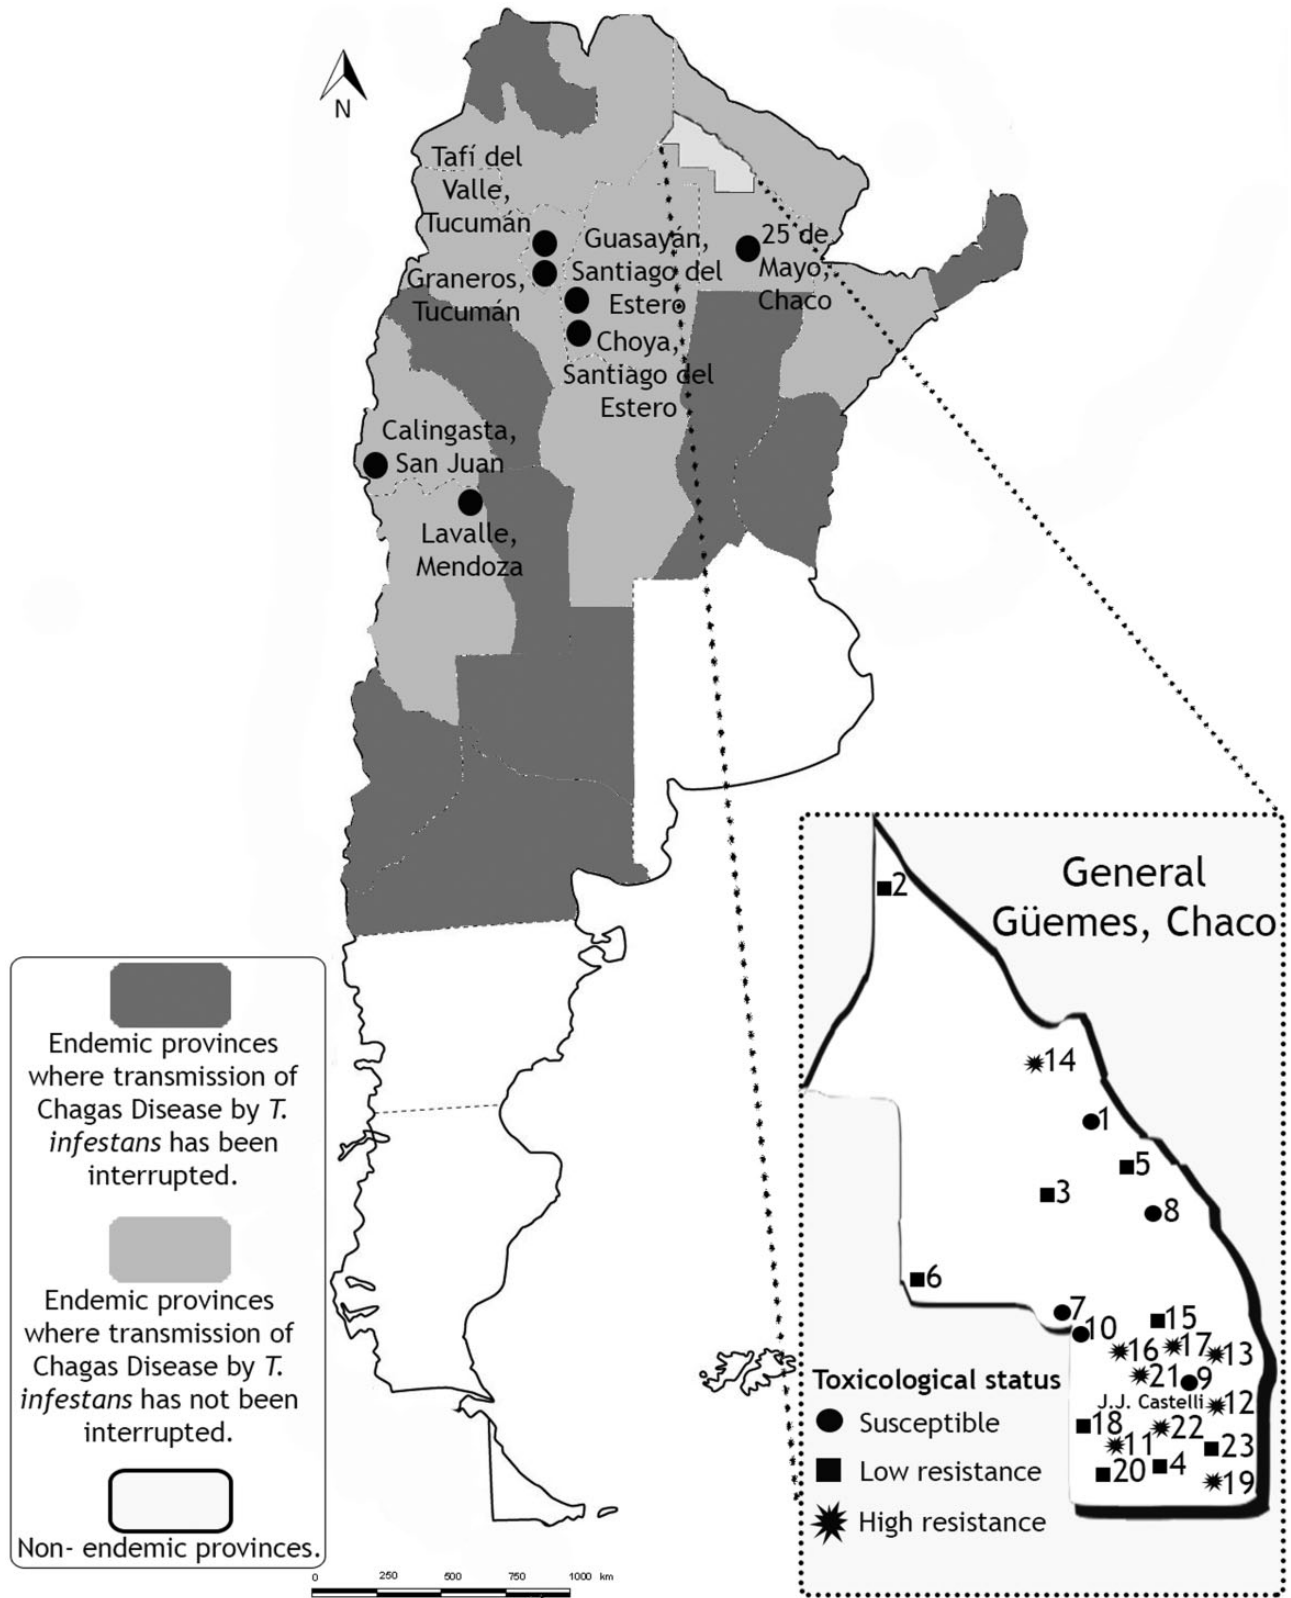 N
Tafí del
Valle,
Tucumán
Graneros,
Tucumán
Guasayán,
Santiago del
Estero
Choya,
Santiago del
Estero
25 de
Mayo,
Chaco
Calingasta,
San Juan
Lavalle,
Mendoza
Endemic provinces
where transmission of
Chagas Disease by T.
infestans has been
interrupted.
Endemic provinces
where transmission of
Chagas Disease by T.
infestans has not been
interrupted.
Non- endemic provinces.
0 250 500 750 1000 km
General
Güemes, Chaco
2
14
1
5
3
8
6
7
10
15
16
17
13
21
9
J.J. Castelli
12
18
22
11
23
20
4
19
Toxicological status
Susceptible
Low resistance
High resistance